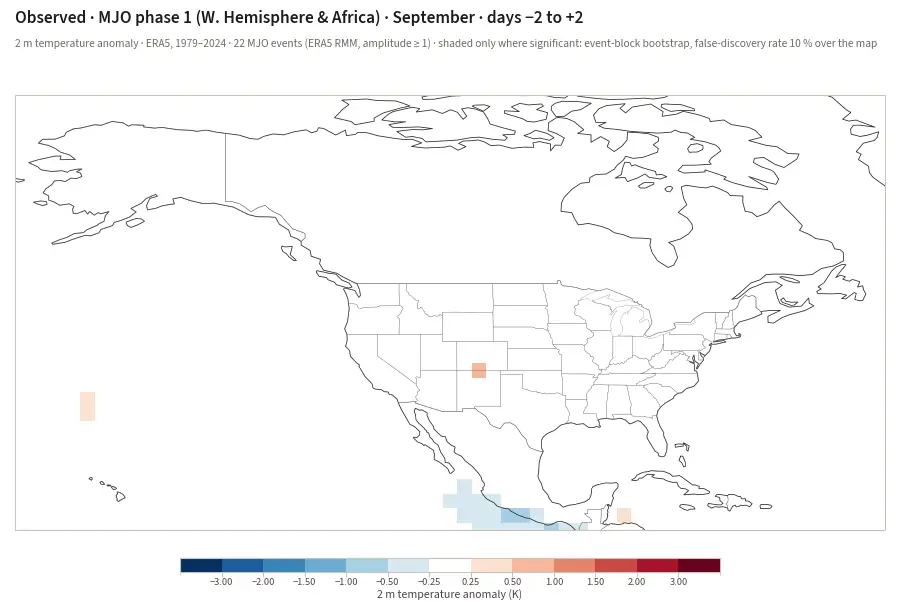 Observed · MJO phase 1 (W. Hemisphere & Africa) · September · days −2 to +2
2 m temperature anomaly · ERA5, 1979–2024 · 22 MJO events (ERA5 RMM, amplitude ≥ 1) · shaded only where significant: event-block bootstrap, false-discovery rate 10 % over the map
−3.00 −2.00 −1.50 −1.00 −0.50 −0.25 0.25 0.50 1.00 1.50 2.00 3.00
2 m temperature anomaly (K)